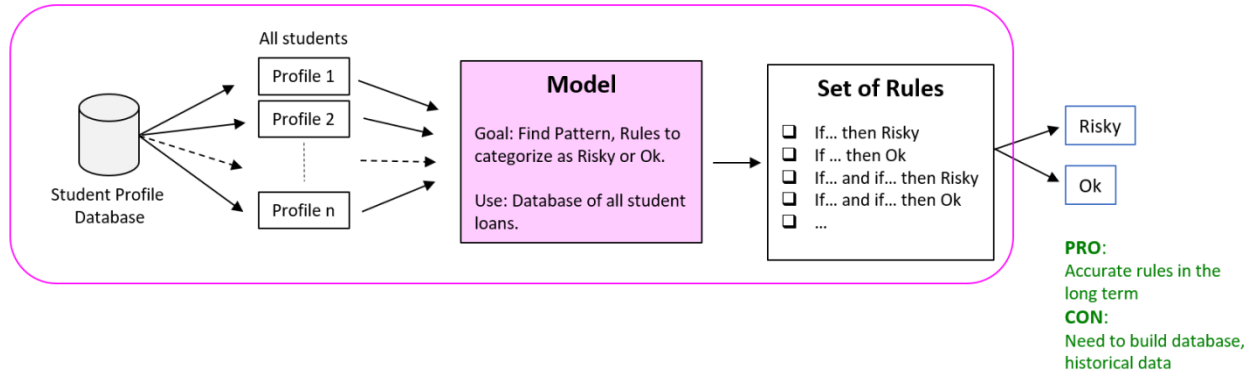 All students
Profile 1
Profile 2
Profile n
Student Profile
Database
Model
Goal: Find Pattern, Rules to
categorize as Risky or Ok.
Use: Database of all student
loans.
Set of Rules
If... then Risky
If ... then Ok
If... and if... then Risky
If... and if... then Ok
...
Risky
Ok
PRO:
Accurate rules in the
long term
CON:
Need to build database,
historical data